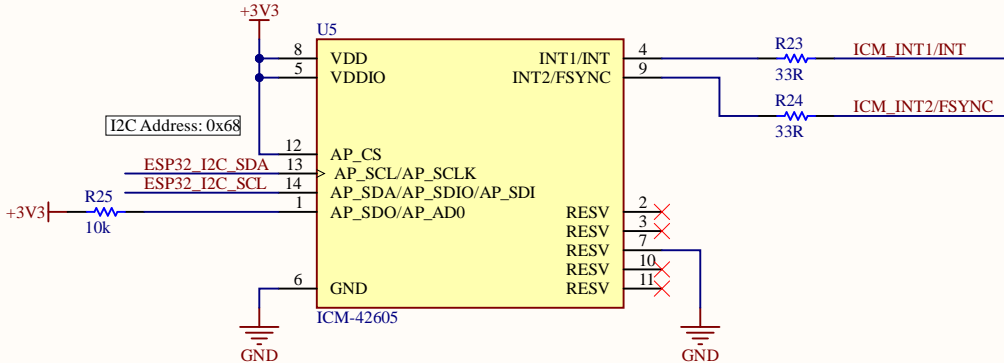 +3V3
U5
8 VDD
5 VDDIO
INT1/INT 4
INT2/FSYNC 9
R23
33R
ICM_INT1/INT
R24
33R
ICM_INT2/FSYNC
I2C Address: 0x68
12 AP_CS
ESP32_I2C_SDA 13 AP_SCL/AP_SCLK
ESP32_I2C_SCL 14 AP_SDA/AP_SDIO/AP_SDI
+3V3
R25
10k
1 AP_SDO/AP_AD0
RESV 2
RESV 3
RESV 7
RESV 10
RESV 11
6 GND
ICM-42605
GND
GND